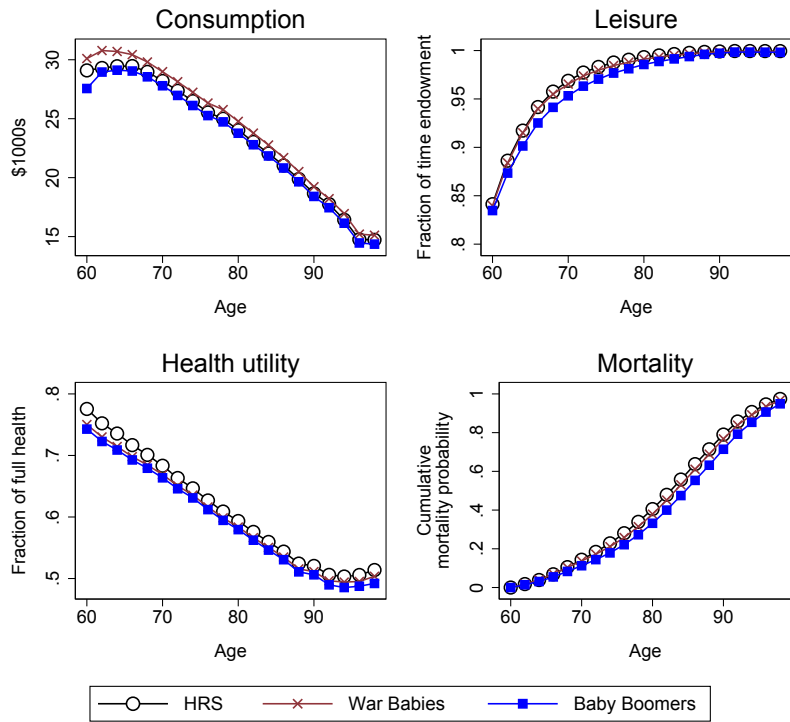 Consumption
$1000s
30
25
20
15
60 70 80 90
Age
Leisure
Fraction of time endowment
1
.95
.9
.85
.8
60 70 80 90
Age
Health utility
Fraction of full health
.8
.7
.6
.5
60 70 80 90
Age
Mortality
Cumulative
mortality probability
1
.8
.6
.4
.2
0
60 70 80 90
Age
HRS War Babies Baby Boomers